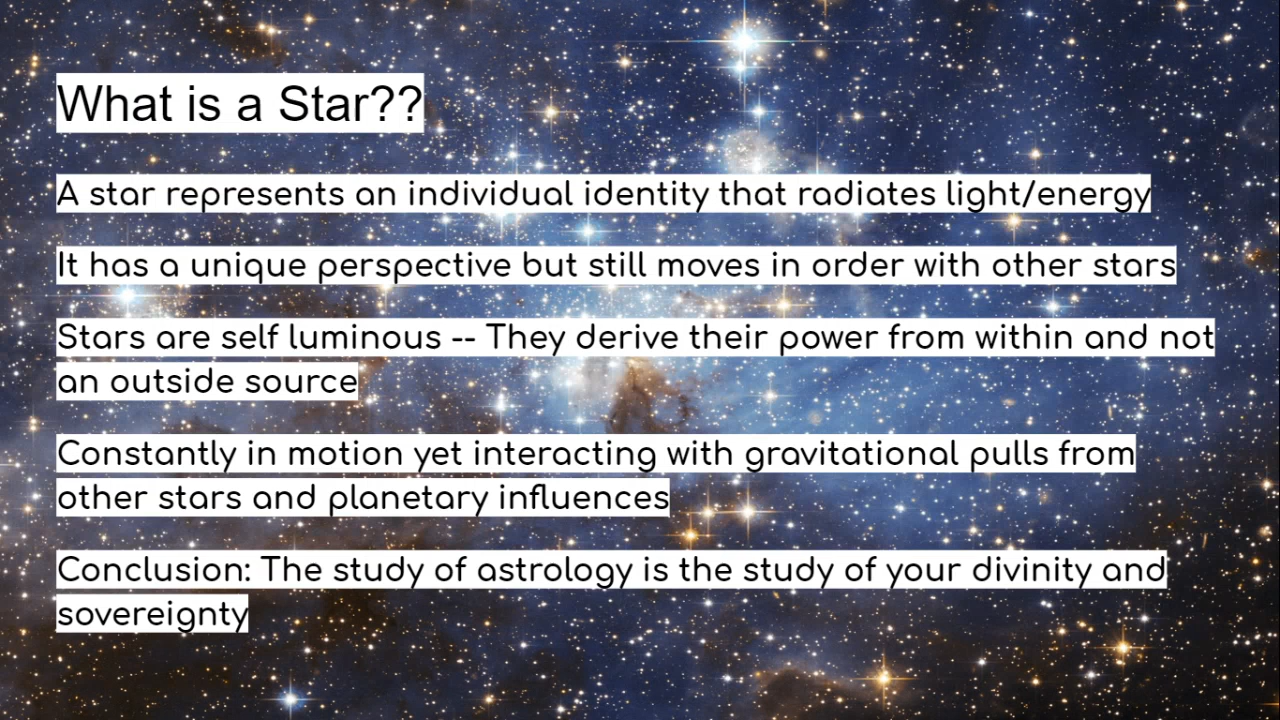 What is a Star??
A star represents an individual identity that radiates light/energy
It has a unique perspective but still moves in order with other stars
Stars are self luminous -- They derive their power from within and not
an outside source
Constantly in motion yet interacting with gravitational pulls from
other stars and planetary influences
Conclusion: The study of astrology is the study of your divinity and
sovereignty